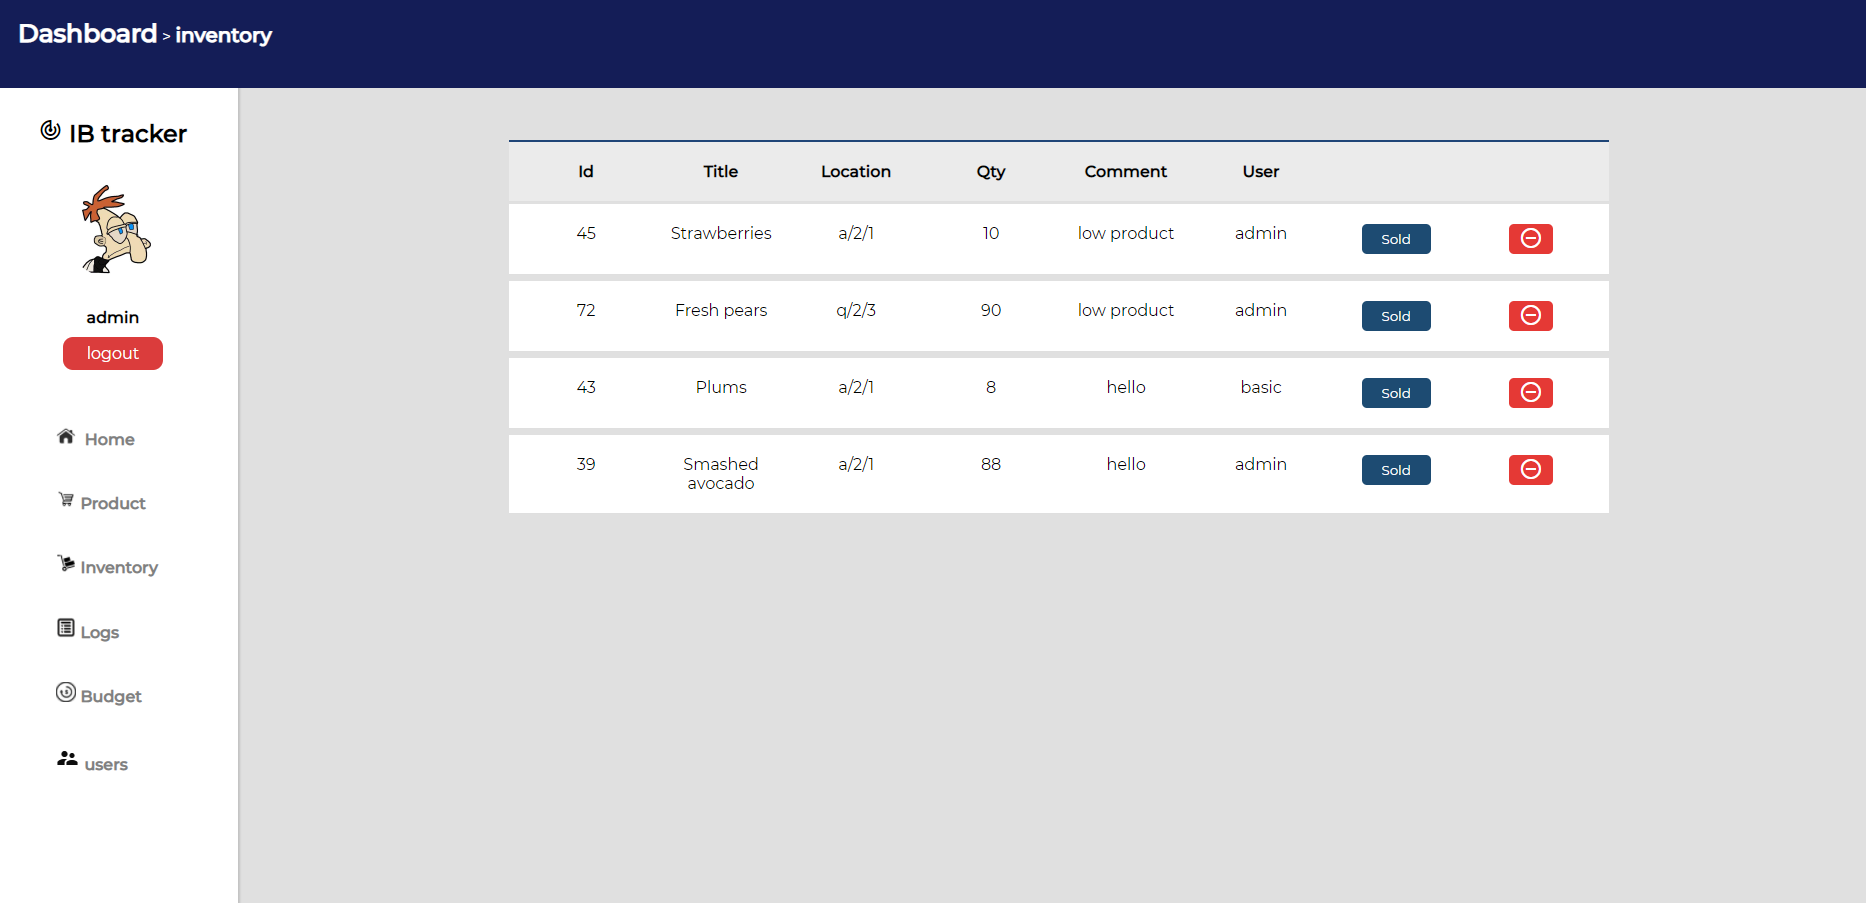 Dashboard > inventory
IB tracker
admin
logout
Home
Product
Inventory
Logs
Budget
users
Id Title Location Qty Comment User
45 Strawberries a/2/1 10 low product admin Sold
72 Fresh pears q/2/3 90 low product admin Sold
43 Plums a/2/1 8 hello basic Sold
39 Smashed a/2/1 88 hello admin Sold
avocado